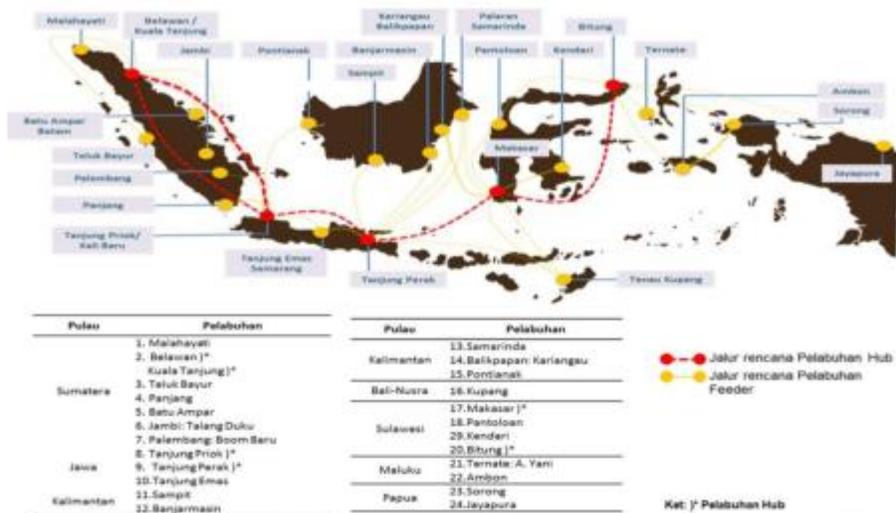 Malahayati
Belawan /
Kuala Tanjung
Jambi
Pontianak
Kariangau
Balikpapan
Banjarmasin
Sampit
Pelaran
Samarinda
Pantoloan
Kendari
Bitung
Ternate
Ambon
Sorong
Batu Ampar
Batam
Teluk Bayur
Palembang
Panjang
Tanjung Priok/
Kali Baru
Tanjung Emas
Semarang
Tanjung Perak
Makasar
Tenau Kupang
Jayapura
Pulau Pelabuhan
Sumatera
1. Malahayati
2. Belawan )*
Kuala Tanjung )*
3. Teluk Bayur
4. Panjang
5. Batu Ampar
6. Jambi: Talang Duku
7. Palembang: Boom Baru
Jawa
8. Tanjung Priok )*
9. Tanjung Perak )*
10. Tanjung Emas
Kalimantan
11. Sampit
12. Banjarmasin
Pulau Pelabuhan
Kalimantan
13. Samarinda
14. Balikpapan: Kariangau
15. Pontianak
Bali-Nusra 16. Kupang
Sulawesi
17. Makasar )*
18. Pantoloan
29. Kendari
20. Bitung )*
Maluku
21. Ternate: A. Yani
22. Ambon
Papua
23. Sorong
24. Jayapura
Jalur rencana Pelabuhan Hub
Jalur rencana Pelabuhan
Feeder
Ket: )* Pelabuhan Hub